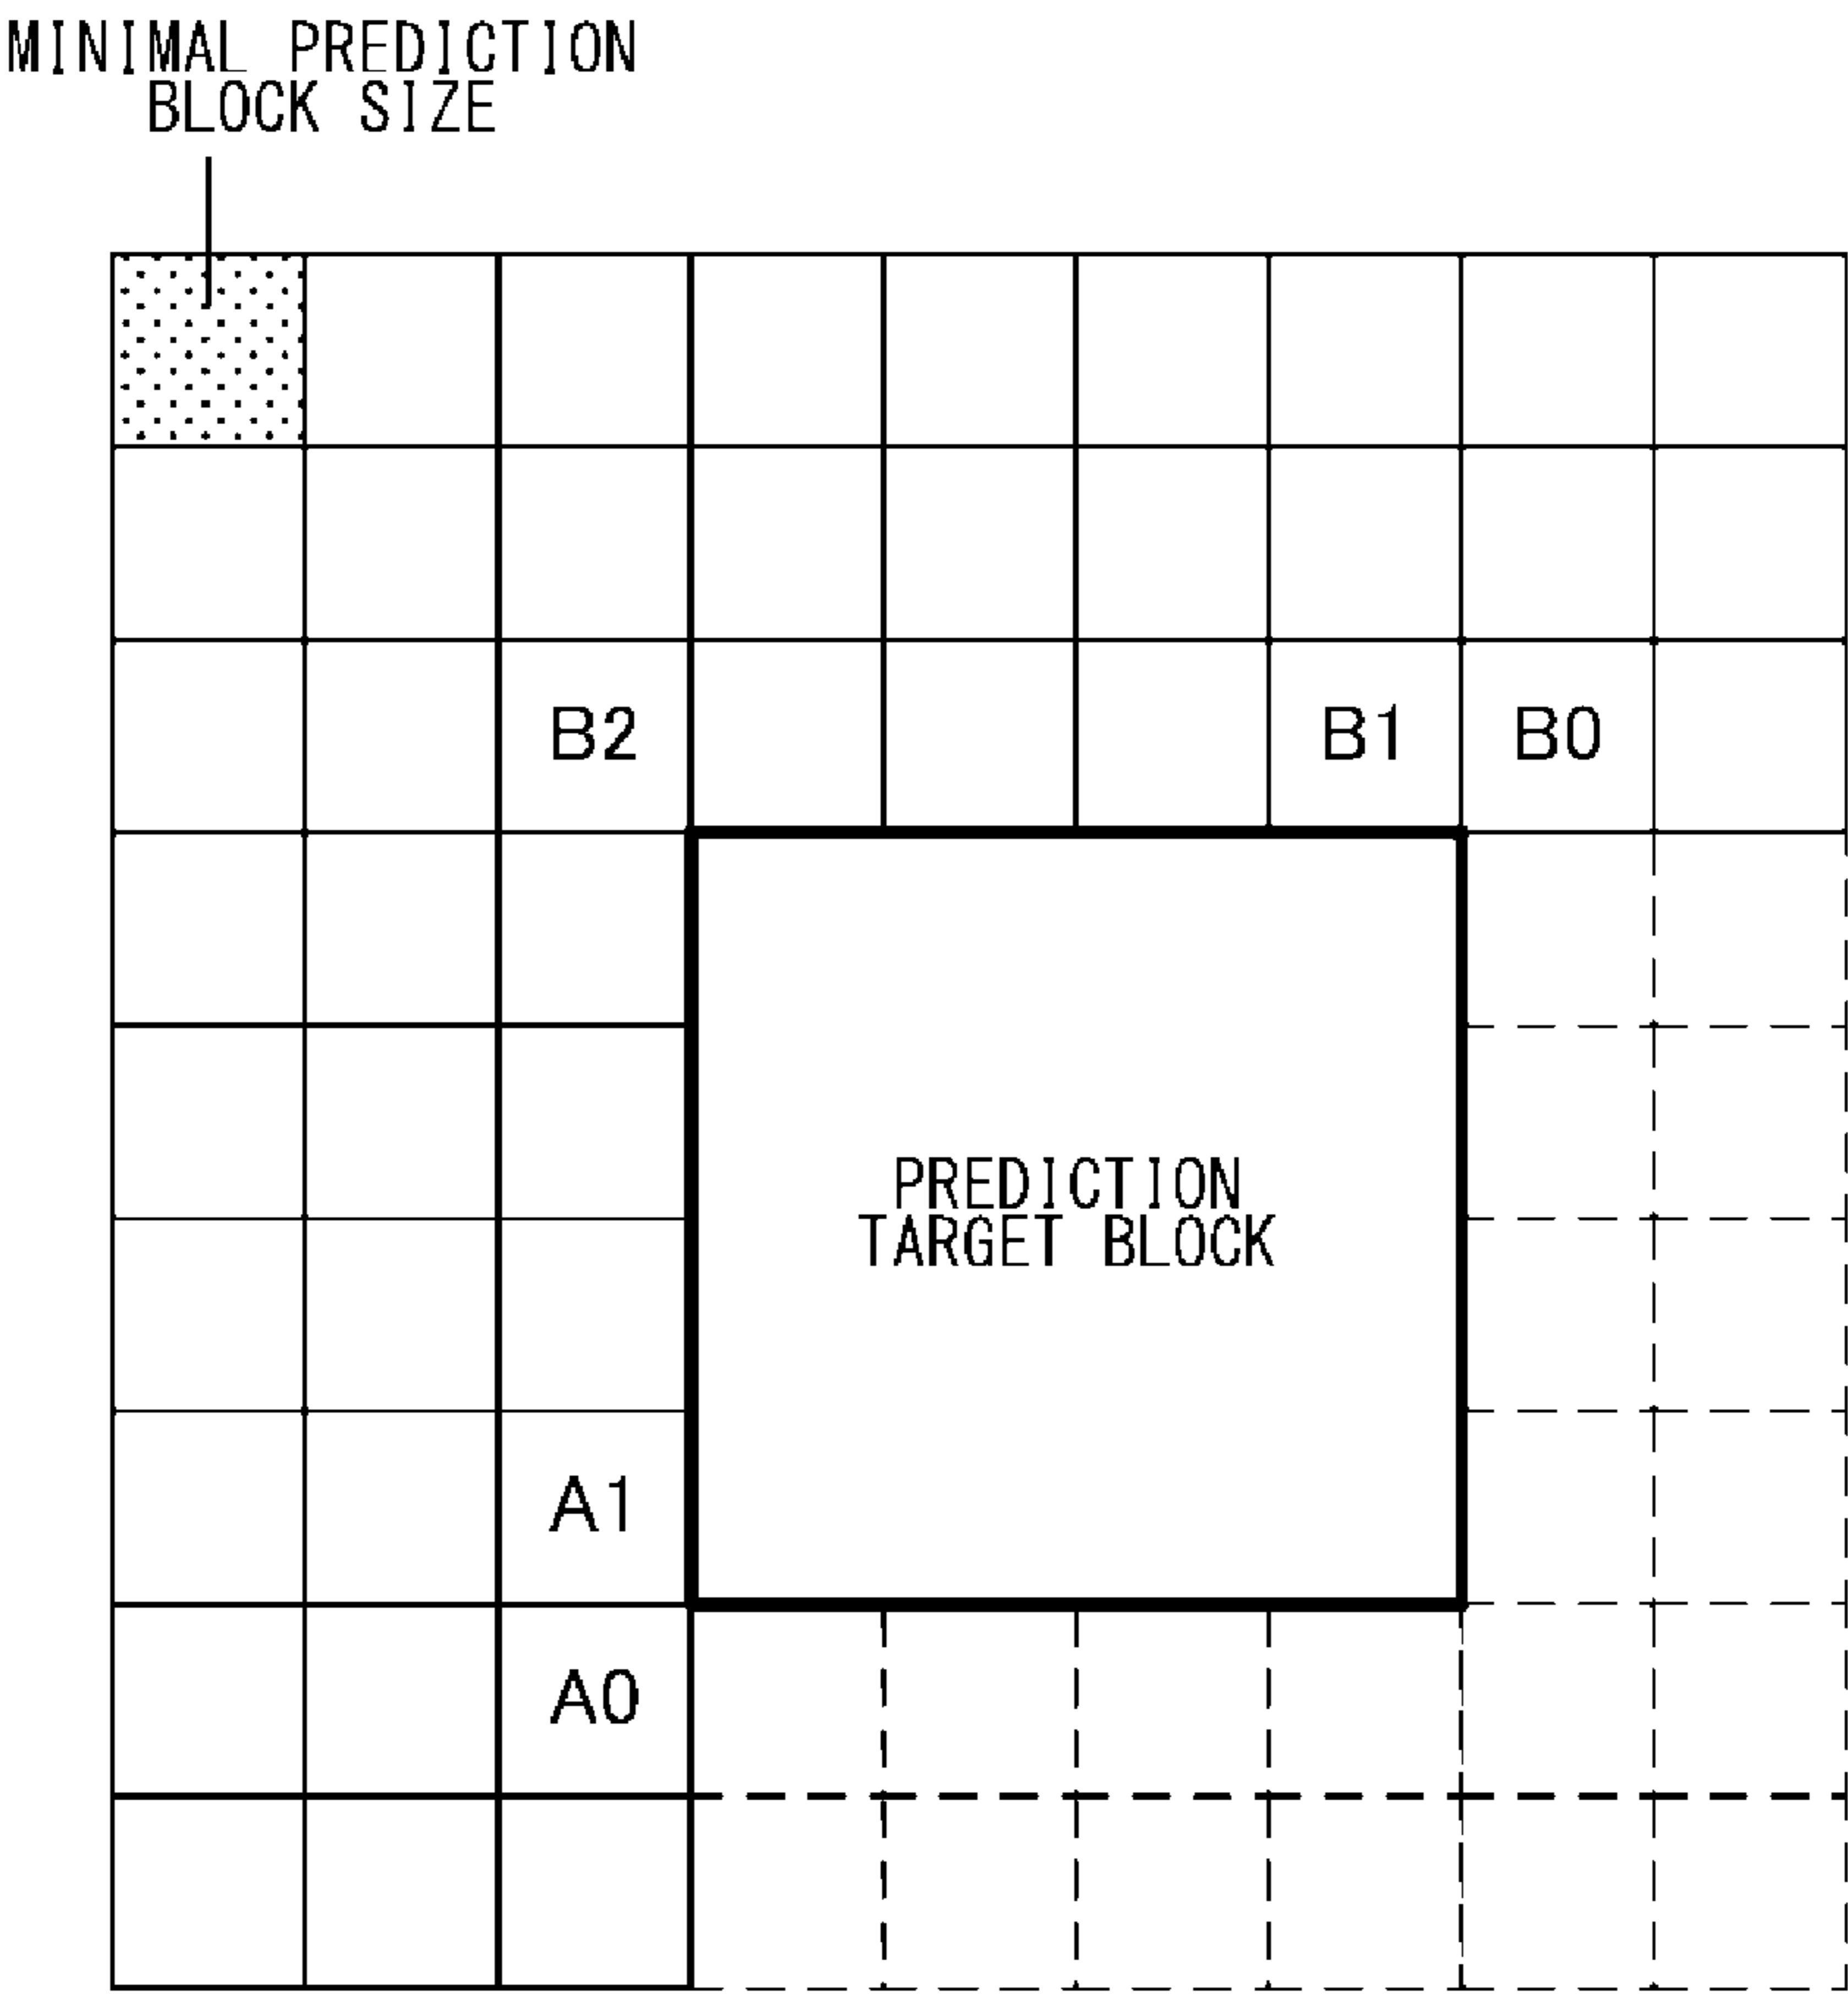 MINIMAL PREDICTION
BLOCK SIZE
B2
B1
B0
PREDICTION
TARGET BLOCK
A1
A0